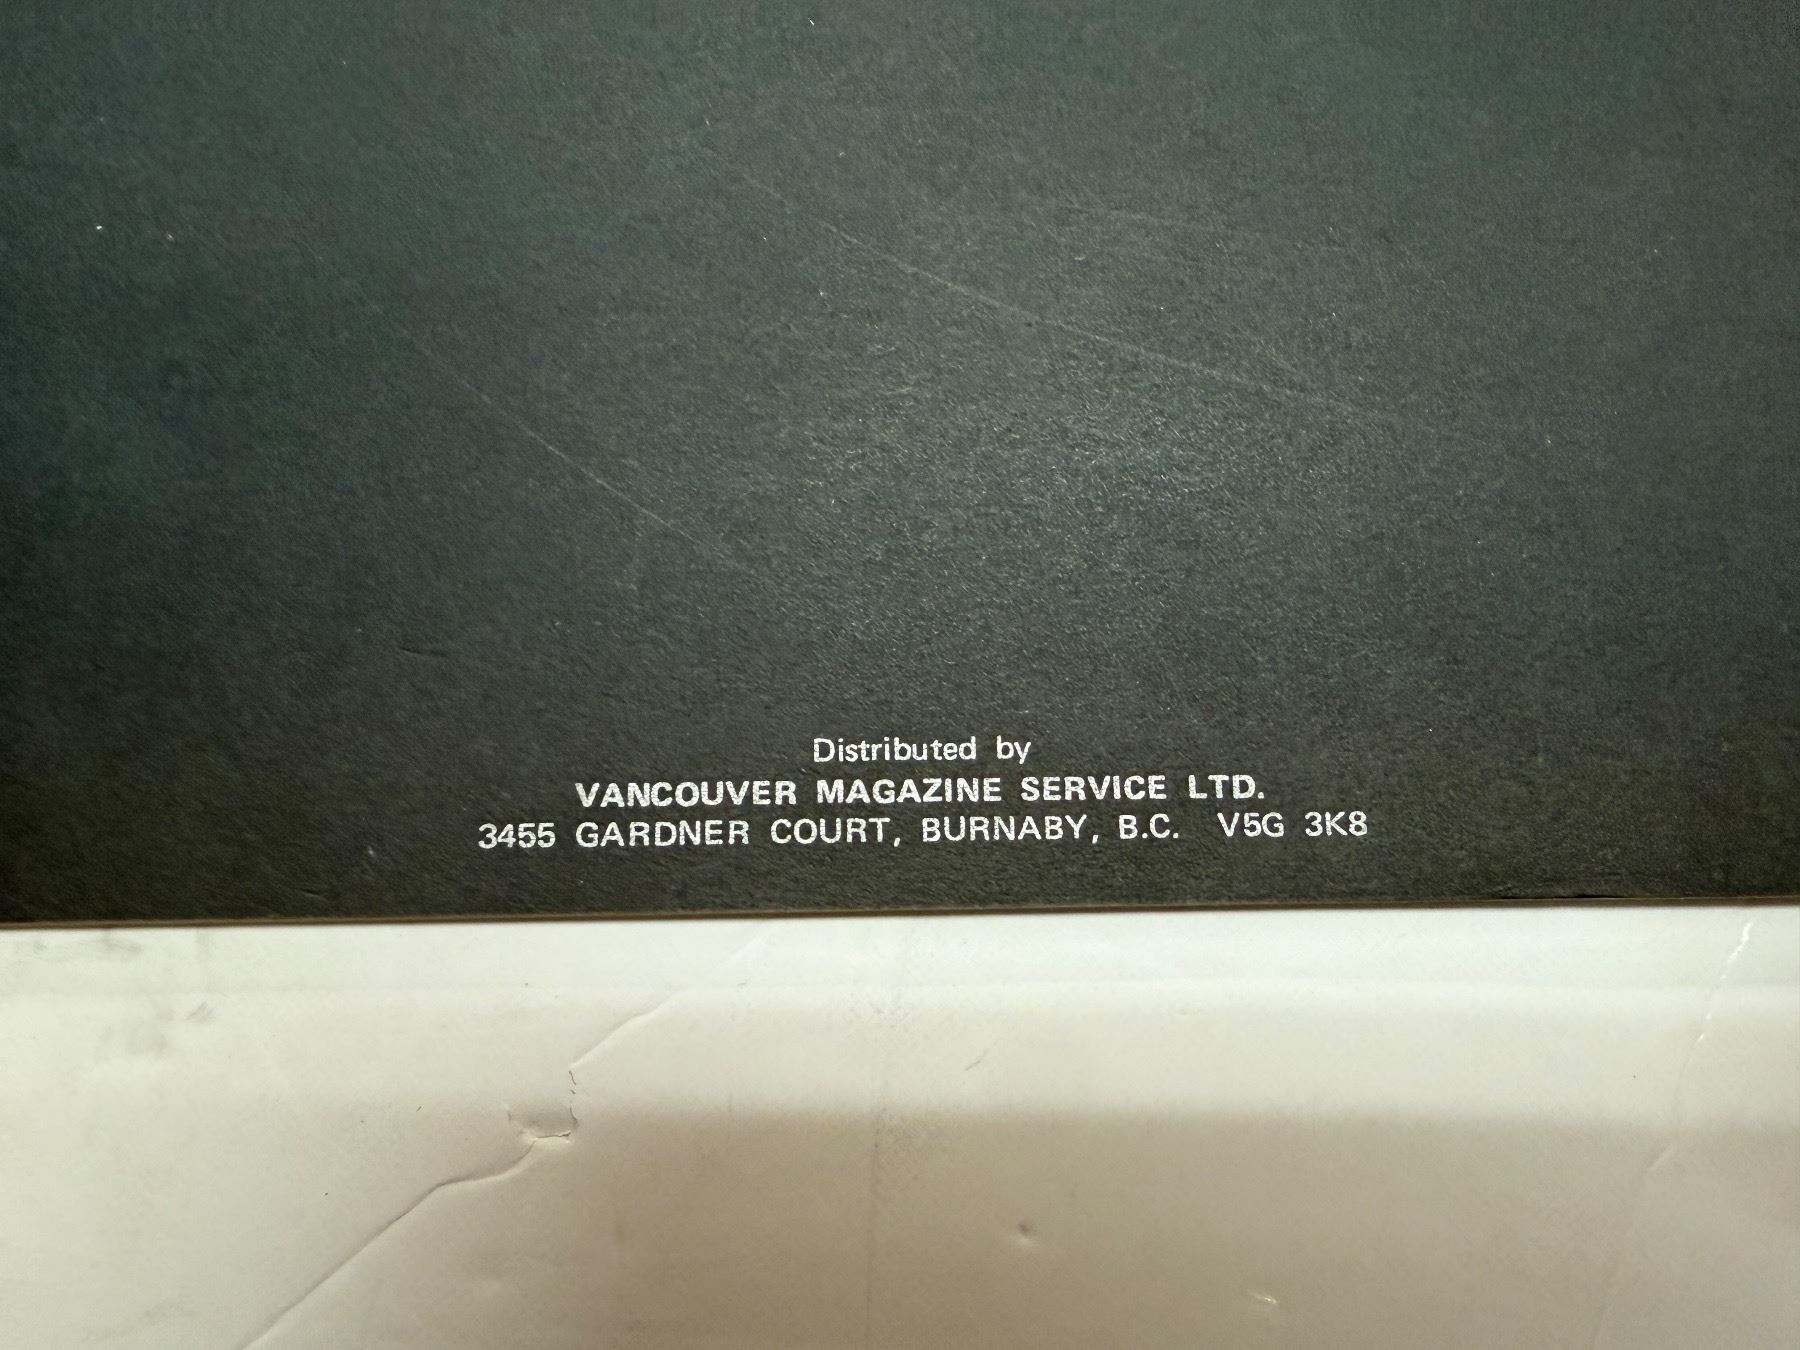 Distributed by
VANCOUVER MAGAZINE SERVICE LTD.
3455 GARDNER COURT, BURNABY, B.C. V5G 3K8